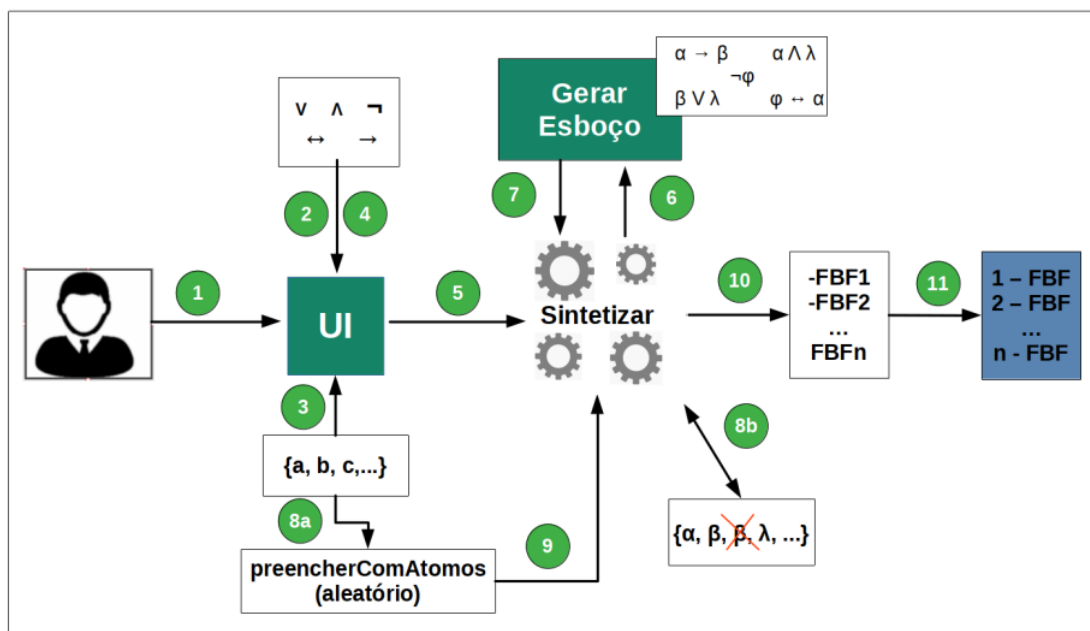 α → β α Λ λ
¬φ
β V λ φ ↔ α
Gerar
Esboço
∨ ∧ ¬
↔ →
7
6
2
4
1
5
10
11
UI
Sintetizar
-FBF1
-FBF2
...
FBFn
1 – FBF
2 – FBF
...
n - FBF
3
8b
{a, b, c,...}
8a
9
{α, β, β, λ, ...}
preencherComAtomos
(aleatório)